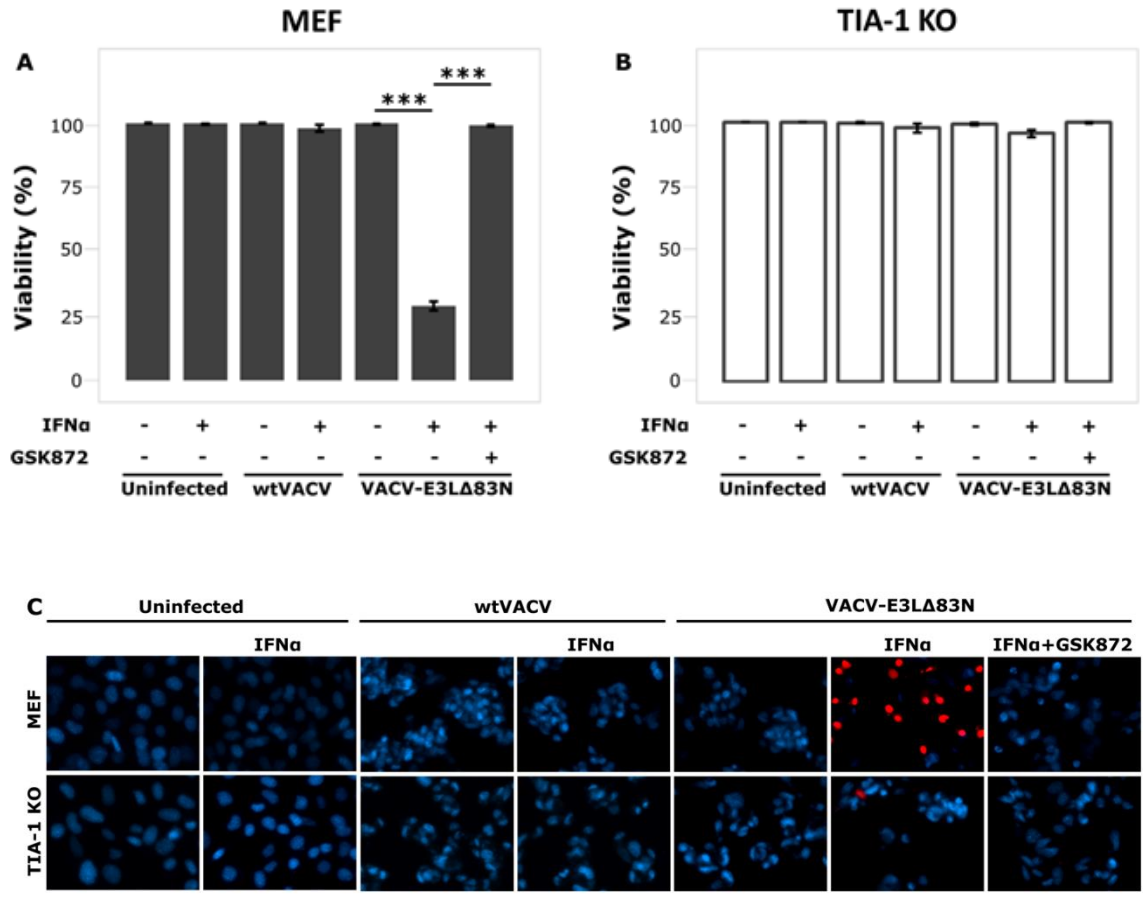 MEF
TIA-1 KO
A
B
*** 
***
100
75
50
25
0
Viability (%)
100
75
50
25
0
Viability (%)
IFNα - + - + - + +
GSK872 - - - - - - +
Uninfected wtVACV VACV-E3LΔ83N
IFNα - + - + - + +
GSK872 - - - - - - +
Uninfected wtVACV VACV-E3LΔ83N
C
Uninfected wtVACV VACV-E3LΔ83N
IFNα IFNα IFNα IFNα+GSK872
MEF
TIA-1 KO